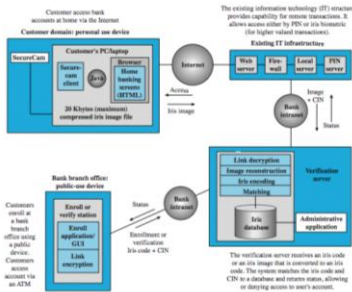 Customer access bank
accounts at home via the Internet
Customer domain: personal use device
SecureCam
Customer's PC/laptop
Secure-
cam
client
Java
Browser
Home
banking
screens
(HTML)
20 Kbytes (maximum)
compressed iris image file
Internet
Access
Iris image
The existing information technology (IT) structure
provides capability for remote transactions. It
allows access either by PIN or iris biometric
(for higher valued transactions).
Existing IT infrastructure
Web
server
Fire-
wall
Local
server
PIN
server
Bank
intranet
Image
+ CIN
Status
Link decryption
Image reconstruction
Iris encoding
Matching
Verification
server
Iris
database
Administrative
application
The verification server receives an iris code
or an iris image that is converted to an iris
code. The system matches the iris code and
CIN to a database and returns status, allowing
or denying access to user's account.
Bank branch office:
public-use device
Customers
enroll at
a bank
branch
office using
a public
device.
Customers
access
account via
an ATM
Enroll or
verify station
Enroll
application/
GUI
Link
encryption
Status
Bank
intranet
Enrollment or
verification
Iris code + CIN